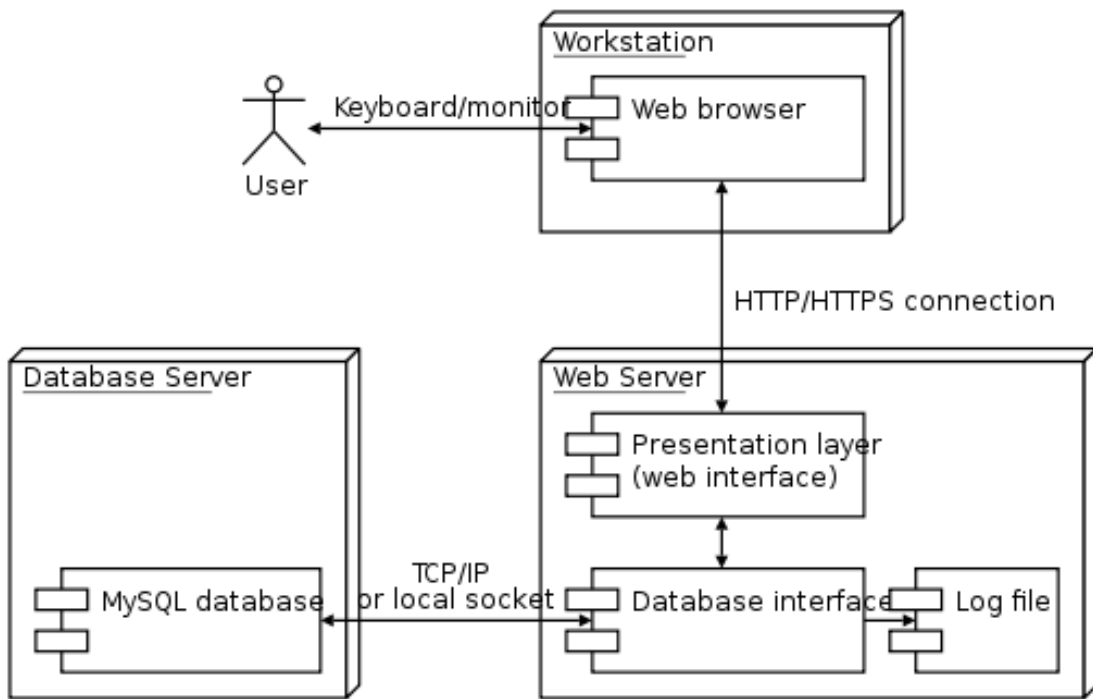 Workstation
Keyboard/monitor
Web browser
User
HTTP/HTTPS connection
Database Server
Web Server
Presentation layer
(web interface)
TCP/IP
or local socket
MySQL database
Database interface
Log file